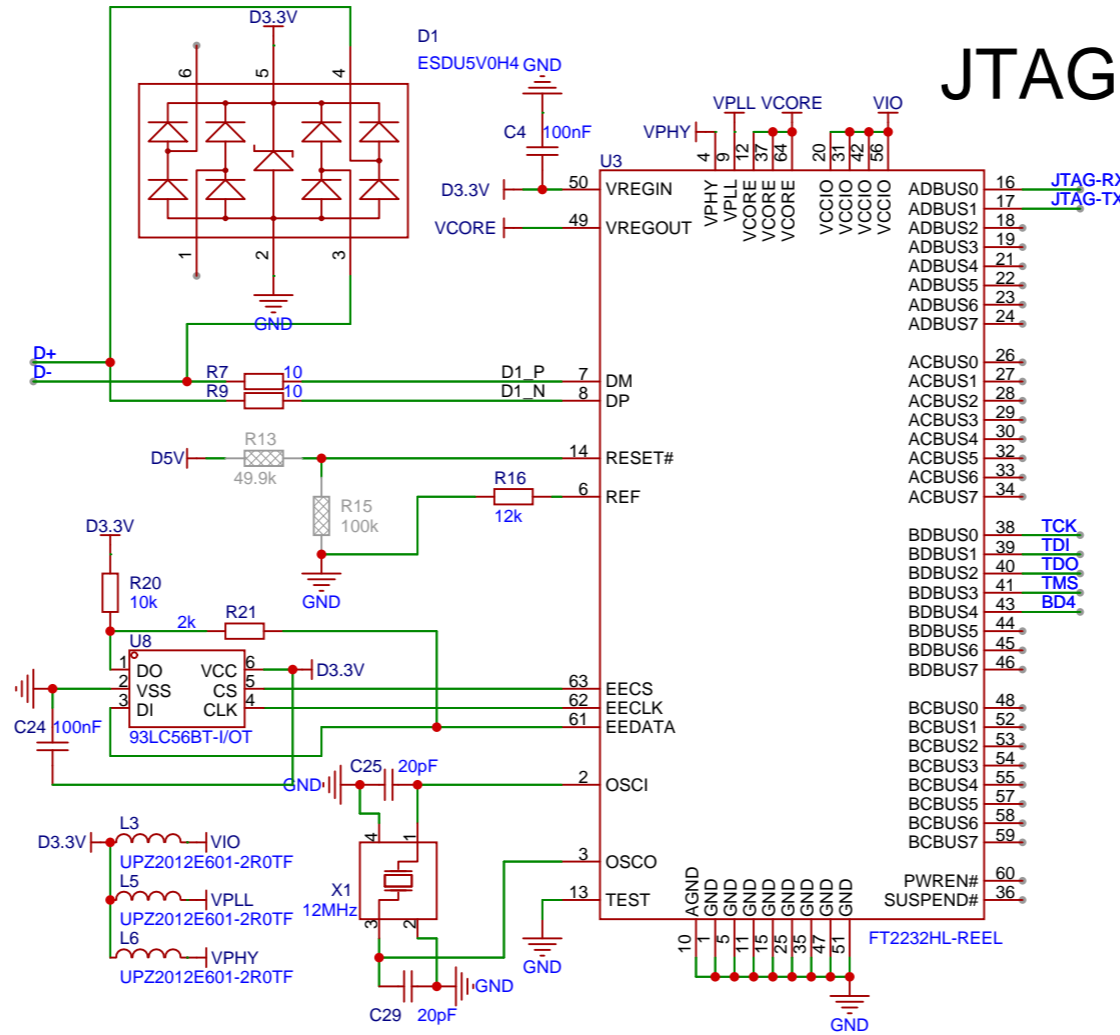 JTAG
D3.3V
D1
ESDU5V0H4
6
5
4
1
2
3
GND
GND
C4
100nF
D3.3V
VCORE
VPHY
VPLL
VCORE
VIO
U3
4
9
12
37
64
20
31
42
56
VPHY
VPLL
VCORE
VCORE
VCORE
VCCIO
VCCIO
VCCIO
VCCIO
50 VREGIN
49 VREGOUT
D+
D-
R7 10 D1_P 7 DM
R9 10 D1_N 8 DP
D5V
R13
49.9k
14 RESET#
R15
100k
R16
12k
6 REF
GND
D3.3V
R20
10k
2k
R21
U8
1 DO
2 VSS
3 DI
VCC 6
CS 5
CLK 4
93LC56BT-I/OT
D3.3V
C24
100nF
63 EECS
62 EECLK
61 EEDATA
GND
C25
20pF
2 OSCI
4
1
X1
12MHz
3
2
3 OSCO
13 TEST
GND
C29
20pF
GND
D3.3V
L3
VIO
UPZ2012E601-2R0TF
L5
VPLL
UPZ2012E601-2R0TF
L6
VPHY
UPZ2012E601-2R0TF
ADBUS0 16 JTAG-RX
ADBUS1 17 JTAG-TX
ADBUS2 18
ADBUS3 19
ADBUS4 21
ADBUS5 22
ADBUS6 23
ADBUS7 24
ACBUS0 26
ACBUS1 27
ACBUS2 28
ACBUS3 29
ACBUS4 30
ACBUS5 32
ACBUS6 33
ACBUS7 34
BDBUS0 38 TCK
BDBUS1 39 TDI
BDBUS2 40 TDO
BDBUS3 41 TMS
BDBUS4 43 BD4
BDBUS5 44
BDBUS6 45
BDBUS7 46
BCBUS0 48
BCBUS1 52
BCBUS2 53
BCBUS3 54
BCBUS4 55
BCBUS5 57
BCBUS6 58
BCBUS7 59
PWREN# 60
SUSPEND# 36
AGND
GND
GND
GND
GND
GND
GND
GND
GND
10
1
5
11
15
25
35
47
51
FT2232HL-REEL
GND